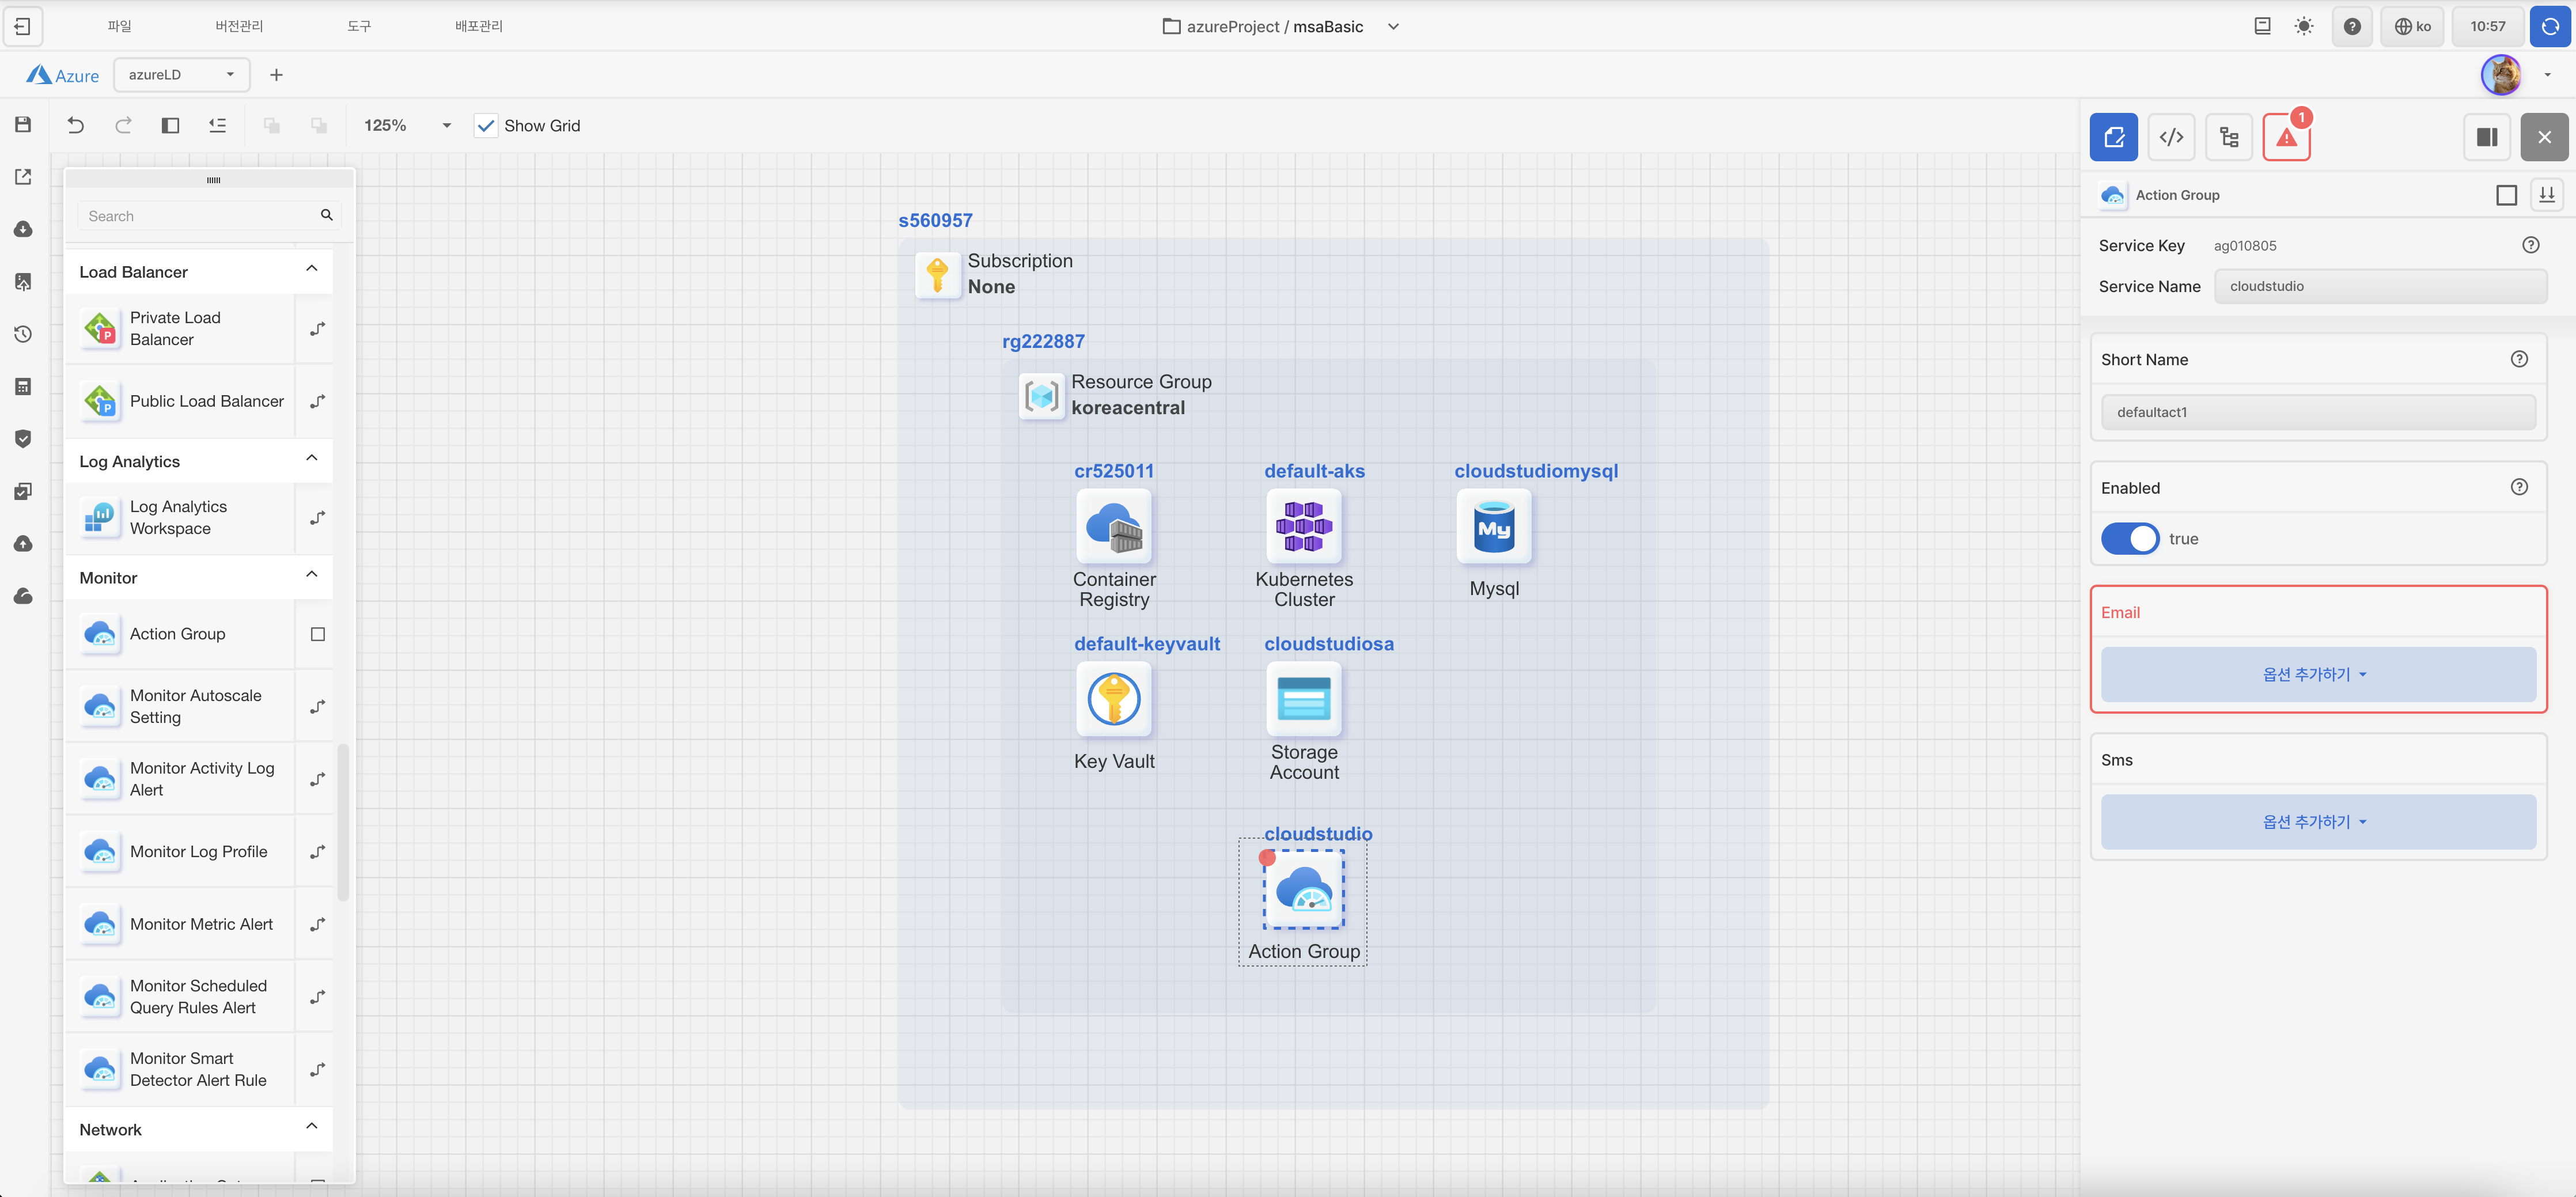 파일
버전관리
도구
배포관리
azureProject / msaBasic
ko
10:57
Azure
azureLD
125%
Show Grid
1
Search
Load Balancer
Private Load
Balancer
Public Load Balancer
Log Analytics
Log Analytics
Workspace
Monitor
Action Group
Monitor Autoscale
Setting
Monitor Activity Log
Alert
Monitor Log Profile
Monitor Metric Alert
Monitor Scheduled
Query Rules Alert
Monitor Smart
Detector Alert Rule
Network
s560957
Subscription
None
rg222887
Resource Group
koreacentral
cr525011
default-aks
cloudstudiomysql
My
Container
Registry
Kubernetes
Cluster
Mysql
default-keyvault
cloudstudiosa
Key Vault
Storage
Account
cloudstudio
Action Group
Action Group
Service Key
ag010805
Service Name
cloudstudio
Short Name
defaultact1
Enabled
true
Email
옵션 추가하기
Sms
옵션 추가하기